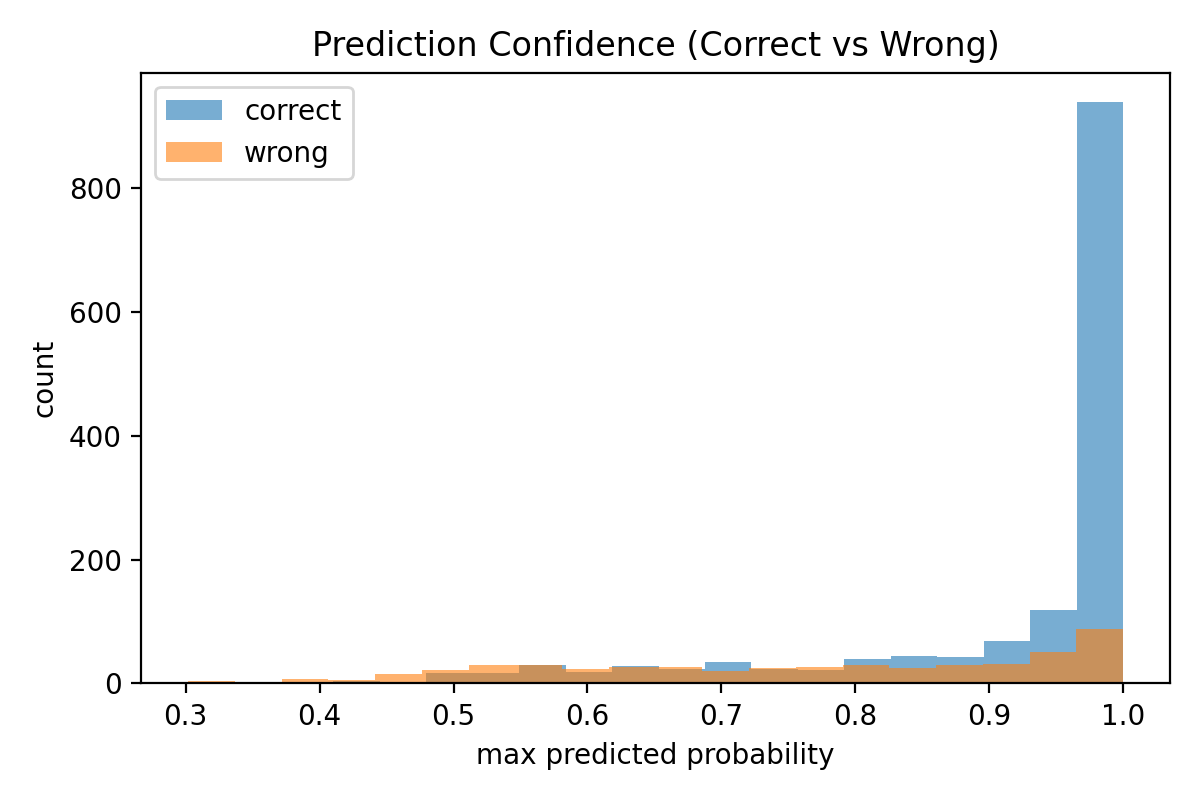 Prediction Confidence (Correct vs Wrong)
correct
wrong
count
800
600
400
200
0
0.3 0.4 0.5 0.6 0.7 0.8 0.9 1.0
max predicted probability